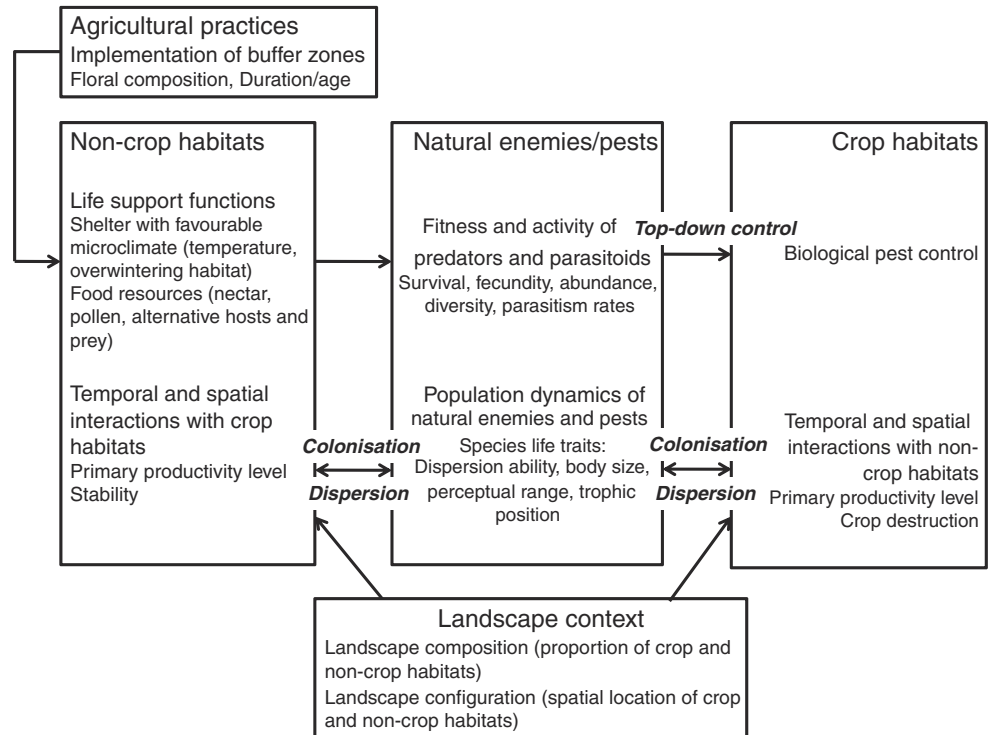 Agricultural practices
Implementation of buffer zones
Floral composition, Duration/age
Non-crop habitats
Life support functions
Shelter with favourable
microclimate (temperature,
overwintering habitat)
Food resources (nectar,
pollen, alternative hosts and
prey)
Temporal and spatial
interactions with crop
habitats
Primary productivity level
Stability
Colonisation
Dispersion
Natural enemies/pests
Fitness and activity of
predators and parasitoids
Survival, fecundity, abundance,
diversity, parasitism rates
Population dynamics of
natural enemies and pests
Species life traits:
Dispersion ability, body size,
perceptual range, trophic
position
Top-down control
Colonisation
Dispersion
Crop habitats
Biological pest control
Temporal and spatial
interactions with non-
crop habitats
Primary productivity level
Crop destruction
Landscape context
Landscape composition (proportion of crop and
non-crop habitats)
Landscape configuration (spatial location of crop
and non-crop habitats)